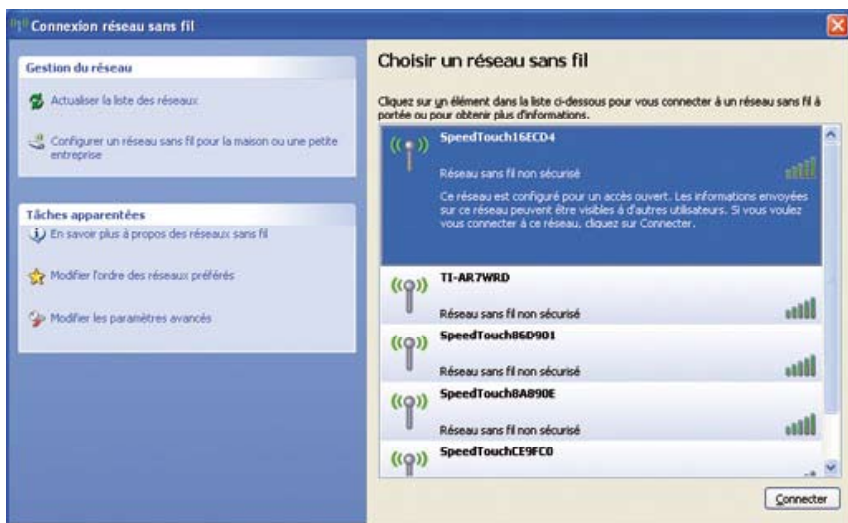 Connexion réseau sans fil
Gestion du réseau
Actualiser la liste des réseaux
Configurer un réseau sans fil pour la maison ou une petite
entreprise
Tâches apparentées
En savoir plus à propos des réseaux sans fil
Modifier l'ordre des réseaux préférés
Modifier les paramètres avancés
Choisir un réseau sans fil
Cliquez sur un élément dans la liste ci-dessous pour vous connecter à un réseau sans fil à
portée ou pour obtenir plus d'informations.
SpeedTouch16ECD4
Réseau sans fil non sécurisé
Ce réseau est configuré pour un accès ouvert. Les informations envoyées
sur ce réseau peuvent être visibles à d'autres utilisateurs. Si vous voulez
vous connecter à ce réseau, cliquez sur Connecter.
TI-AR7WRD
Réseau sans fil non sécurisé
SpeedTouch86D901
Réseau sans fil non sécurisé
SpeedTouch8A890E
Réseau sans fil non sécurisé
SpeedTouchCE9FC0
Connecter